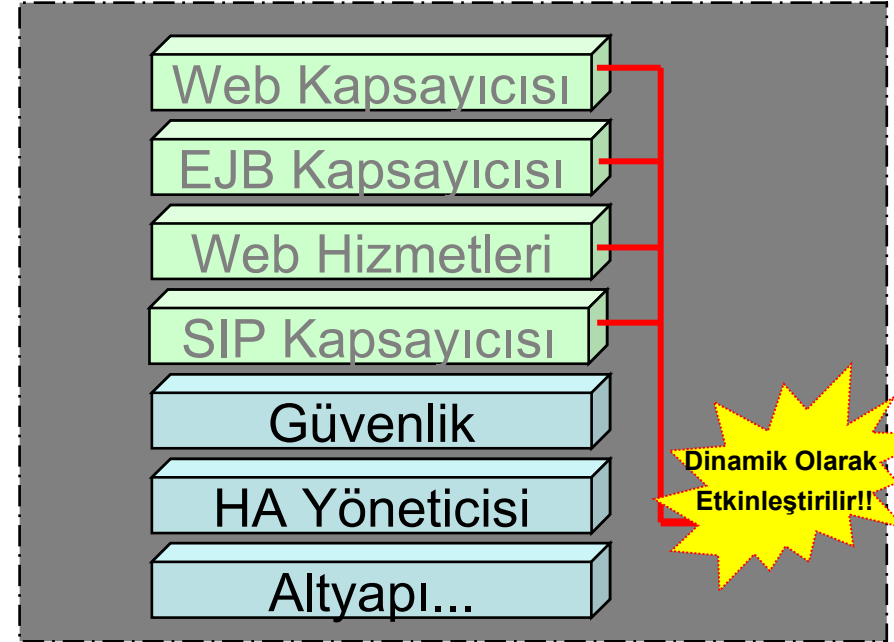 Web Kapsayıcısı
EJB Kapsayıcısı
Web Hizmetleri
SIP Kapsayıcısı
Güvenlik
HA Yöneticisi
Altyapı...
Dinamik Olarak
Etkinleştirilir!!